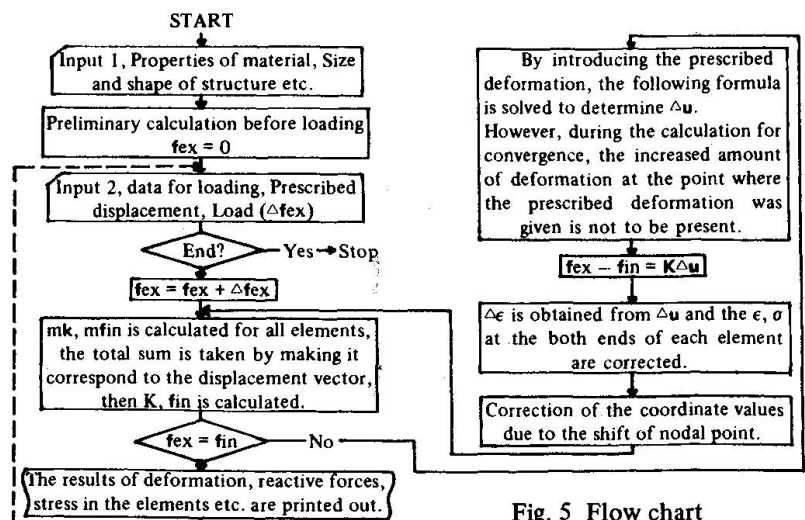 START
Input 1, Properties of material, Size
and shape of structure etc.
Preliminary calculation before loading
fex = 0
Input 2, data for loading, Prescribed
displacement, Load (△fex)
End?
Yes → Stop
fex = fex + △fex
mk, mfin is calculated for all elements,
the total sum is taken by making it
correspond to the displacement vector,
then K, fin is calculated.
fex = fin
No
The results of deformation, reactive forces,
stress in the elements etc. are printed out.
By introducing the prescribed
deformation, the following formula
is solved to determine △u.
However, during the calculation for
convergence, the increased amount
of deformation at the point where
the prescribed deformation was
given is not to be present.
fex − fin = K△u
△ϵ is obtained from △u and the ϵ, σ
at the both ends of each element
are corrected.
Correction of the coordinate values
due to the shift of nodal point.
Fig. 5 Flow chart